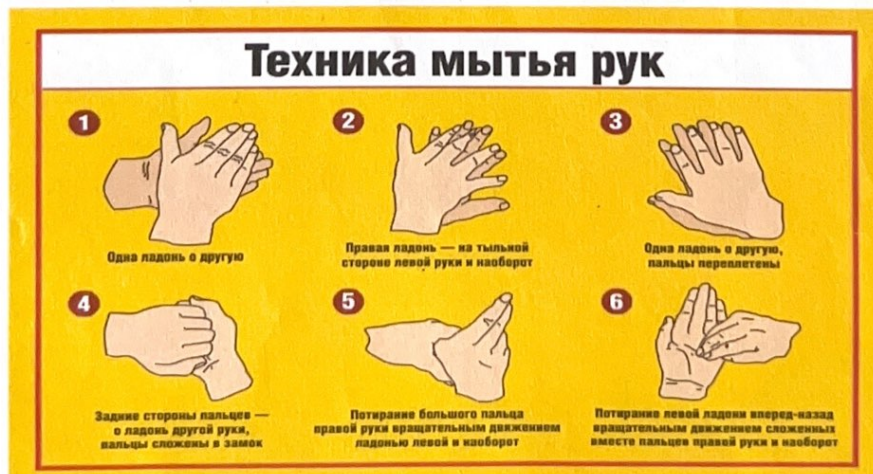 Техника мытья рук
1
Одна ладонь о другую
2
Правая ладонь — на тыльной
стороне левой руки и наоборот
3
Одна ладонь о другую,
пальцы переплетены
4
Задние стороны пальцев —
о ладонь другой руки,
пальцы сложены в замок
5
Потирание большого пальца
правой руки вращательным движением
ладонью левой и наоборот
6
Потирание левой ладони вперед-назад
вращательным движением сложенных
вместе пальцев правой руки и наоборот